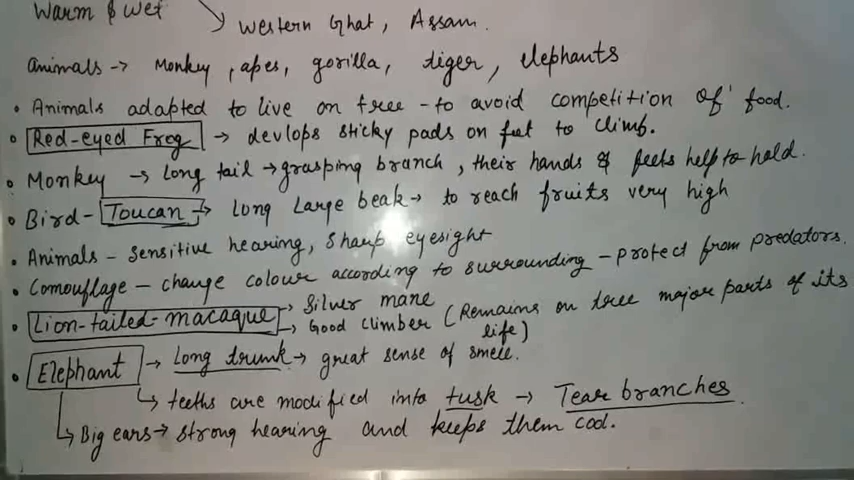 Warm & Wet
Western Ghat, Assam.
Animals → Monkey, apes, gorilla, tiger, elephants
• Animals adapted to live on tree - to avoid competition of food.
• Red-eyed Frog → devlops sticky pads on feet to climb.
• Monkey → Long tail → grasping branch, their hands & feets help to hold.
• Bird - Toucan → Long Large beak → to reach fruits very high
• Animals - sensitive hearing, sharp eyesight
• Comouflage - change colour according to surrounding - protect from predators.
• Lion-tailed-macaque → Silver mane
→ Good climber (Remains on tree major parts of its life)
• Elephant → Long trunk → great sense of smell.
↳ teeths are modified into tusk → Tear branches.
↳ Big ears → strong hearing and keeps them cool.